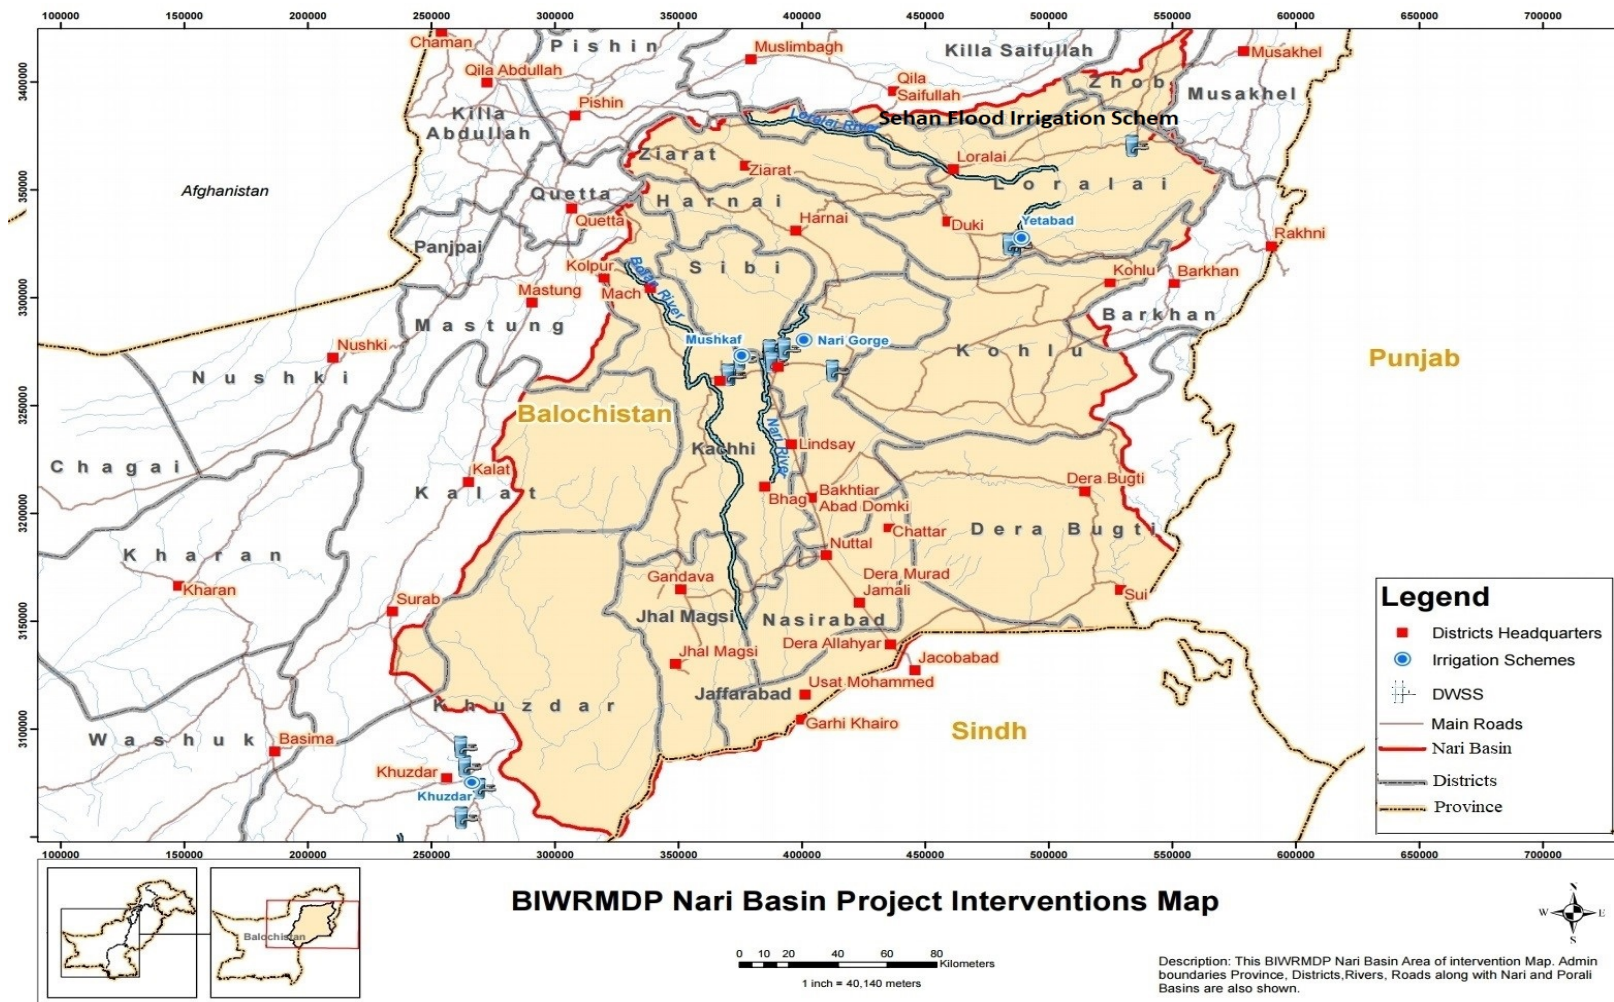 100000 150000 200000 250000 300000 350000 400000 450000 500000 550000 600000 650000 700000
3400000
3350000
3300000
3250000
3200000
3150000
3100000
Chaman
Pishin
Muslimbagh
Killa Saifullah
Musakhel
Qila Abdullah
Qila
Saifullah
Zhob
Musakhel
Pishin
Killa
Abdullah
Loralai River
Sehan Flood Irrigation Schem
Ziarat
Ziarat
Loralai
Loralai
Afghanistan
Quetta
Quetta
Harnai
Harnai
Duki
Yetabad
Rakhni
Panjpai
Kolpur
Mach
Bolan River
Sibi
Kohlu
Barkhan
Mastung
Mastung
Barkhan
Nushki
Nushki
Mushkaf
Nari Gorge
Kohlu
Punjab
Balochistan
Kachhi
Nari River
Lindsay
Chagai
Kalat
Kalat
Dera Bugti
Bhag
Bakhtiar
Abad Domki
Chattar
Dera Bugti
Kharan
Kharan
Nuttal
Gandava
Dera Murad
Jamali
Sui
Surab
Jhal Magsi
Nasirabad
Jhal Magsi
Dera Allahyar
Jacobabad
Usat Mohammed
Jaffarabad
Khuzdar
Garhi Khairo
Sindh
Washuk
Basima
Khuzdar
Khuzdar
Legend
Districts Headquarters
Irrigation Schemes
DWSS
Main Roads
Nari Basin
Districts
Province
100000 150000 200000 250000 300000 350000 400000 450000 500000 550000 600000 650000 700000
Balochistan
BIWRMDP Nari Basin Project Interventions Map
0 10 20 40 60 80
Kilometers
1 inch = 40,140 meters
N
W E
S
Description: This BIWRMDP Nari Basin Area of intervention Map. Admin
boundaries Province, Districts,Rivers, Roads along with Nari and Porali
Basins are also shown.